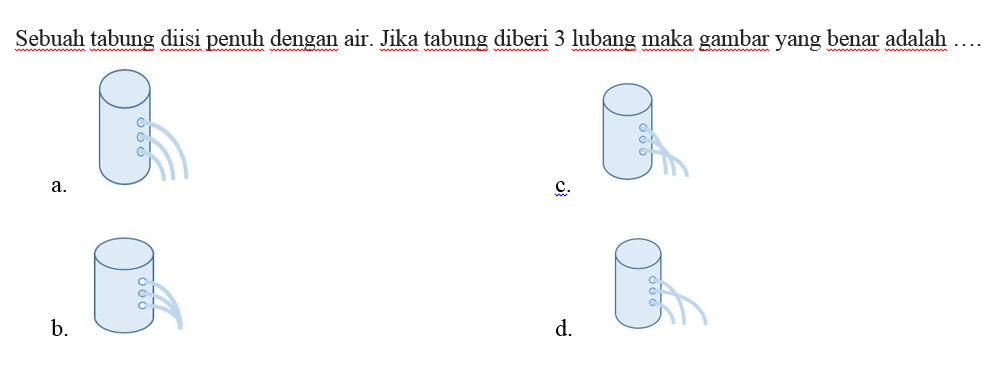 Sebuah tabung diisi penuh dengan air. Jika tabung diberi 3 lubang maka gambar yang benar adalah ….
a.
c.
b.
d.